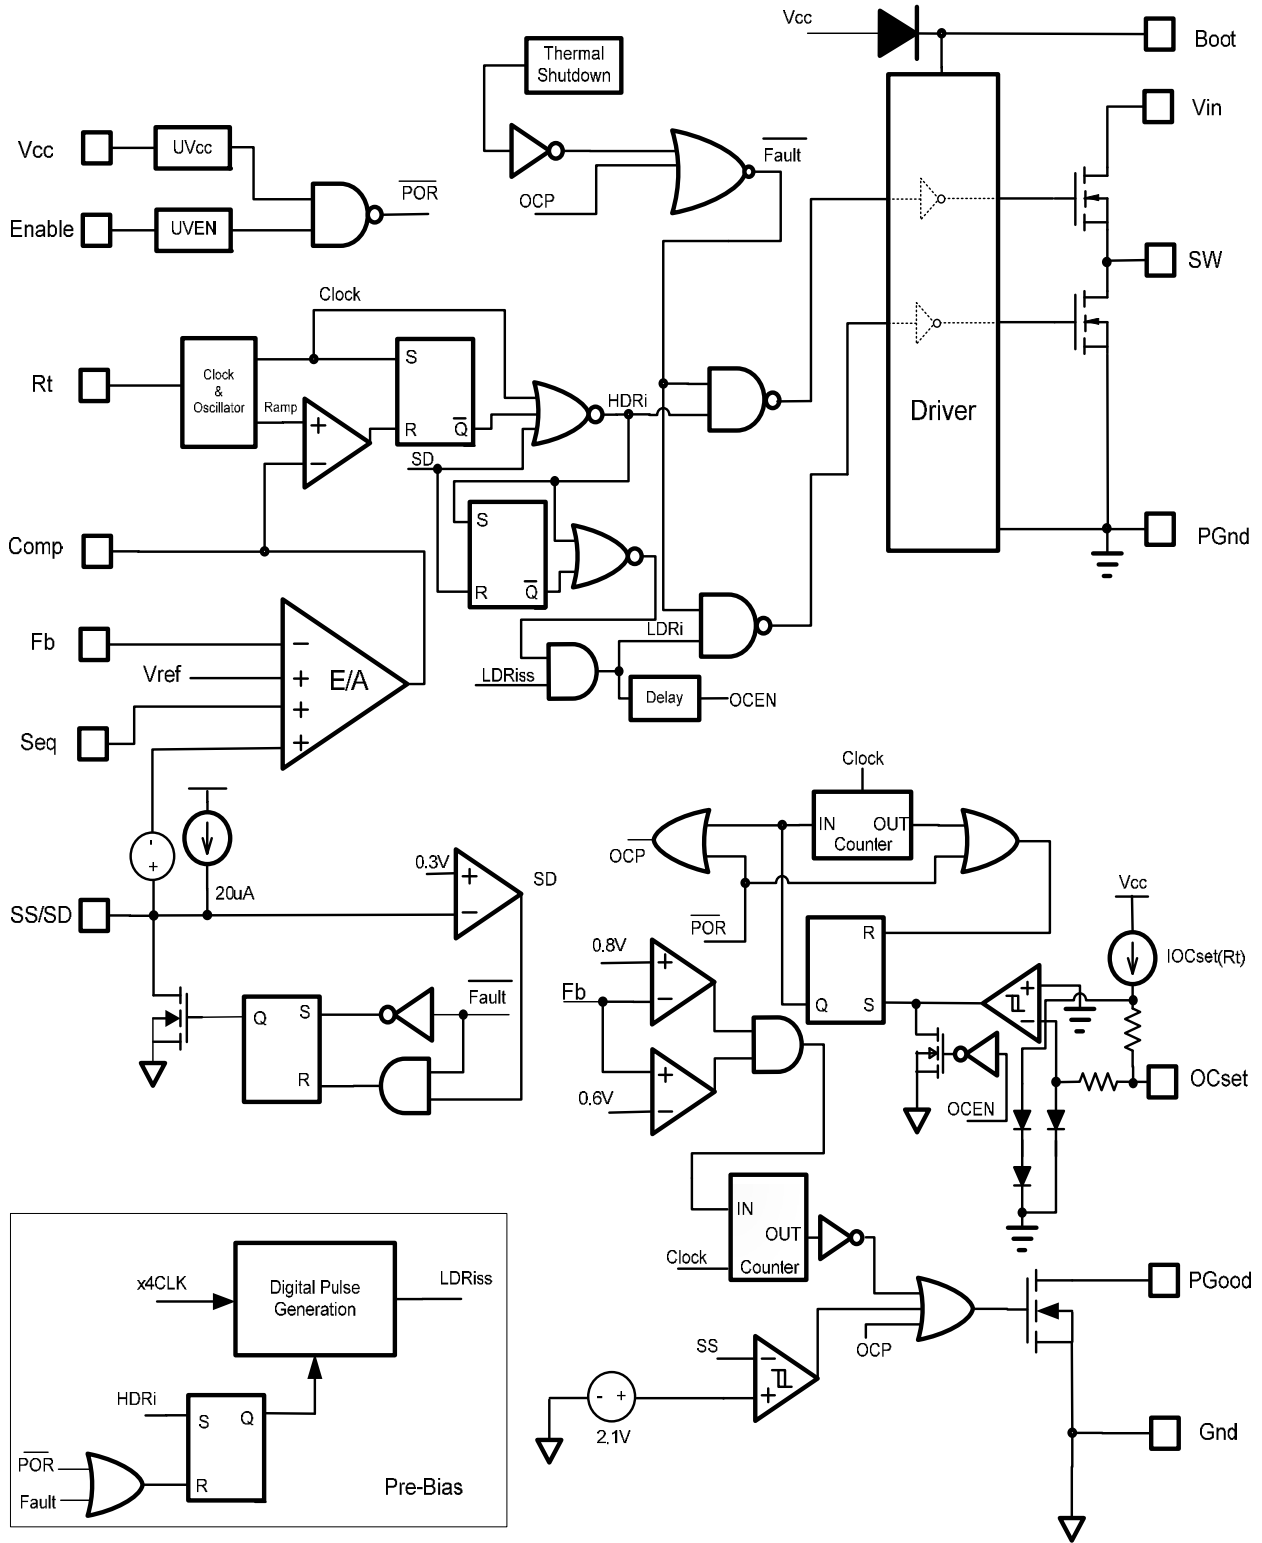 Vcc
Boot
Thermal
Shutdown
Vin
Vcc
UVcc
Fault
POR
OCP
Enable
UVEN
SW
Clock
Rt
Clock
&
Oscillator
Ramp
+
−
S
R
Q
HDRi
SD
Driver
S
R
Q
Comp
PGnd
Fb
−
Vref
+
E/A
+
Seq
+
LDRi
LDRiss
Delay
OCEN
Clock
IN
OUT
Counter
OCP
-
+
20uA
0.3V
+
−
SD
SS/SD
POR
R
Q
S
Vcc
IOCset(Rt)
0.8V
+
−
Fb
+
−
0.6V
+
−
Fault
Q
S
R
OCEN
OCset
IN
OUT
Clock
Counter
PGood
OCP
SS
−
+
-
+
2.1V
Gnd
x4CLK
Digital Pulse
Generation
LDRiss
HDRi
S
Q
R
POR
Fault
Pre-Bias